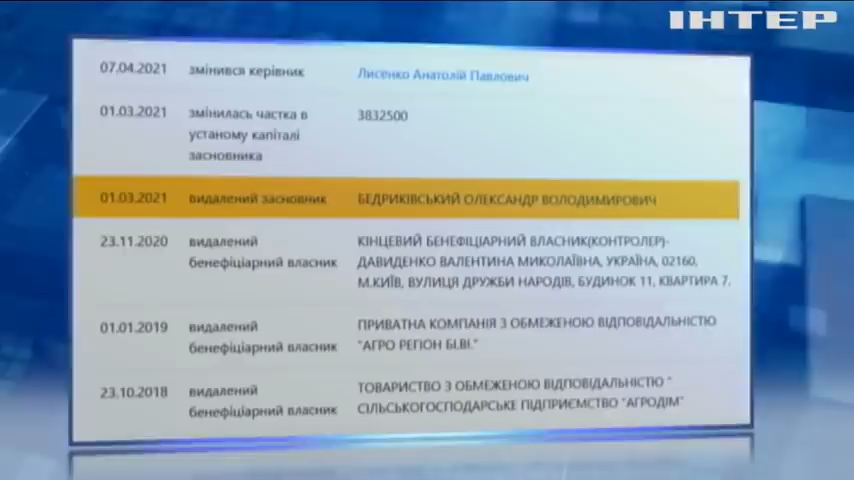 ІНТЕР
07.04.2021 змінився керівник Лисенко Анатолій Павлович
01.03.2021 змінилась частка в 3832500
устаному капіталі
засновника
01.03.2021 видалений засновник БЕДРИКІВСЬКИЙ ОЛЕКСАНДР ВОЛОДИМИРОВИЧ
23.11.2020 видалений КІНЦЕВИЙ БЕНЕФІЦІАРНИЙ ВЛАСНИК(КОНТРОЛЕР)-
бенефіціарний власник ДАВИДЕНКО ВАЛЕНТИНА МИКОЛАЇВНА, УКРАЇНА, 02160,
М.КИЇВ, ВУЛИЦЯ ДРУЖБИ НАРОДІВ, БУДИНОК 11, КВАРТИРА 7.
01.01.2019 видалений ПРИВАТНА КОМПАНІЯ З ОБМЕЖЕНОЮ ВІДПОВІДАЛЬНІСТЮ
бенефіціарний власник "АГРО РЕГІОН БІ.ВІ."
23.10.2018 видалений ТОВАРИСТВО З ОБМЕЖЕНОЮ ВІДПОВІДАЛЬНІСТЮ "
бенефіціарний власник СІЛЬСЬКОГОСПОДАРСЬКЕ ПІДПРИЄМСТВО "АГРОДІМ"